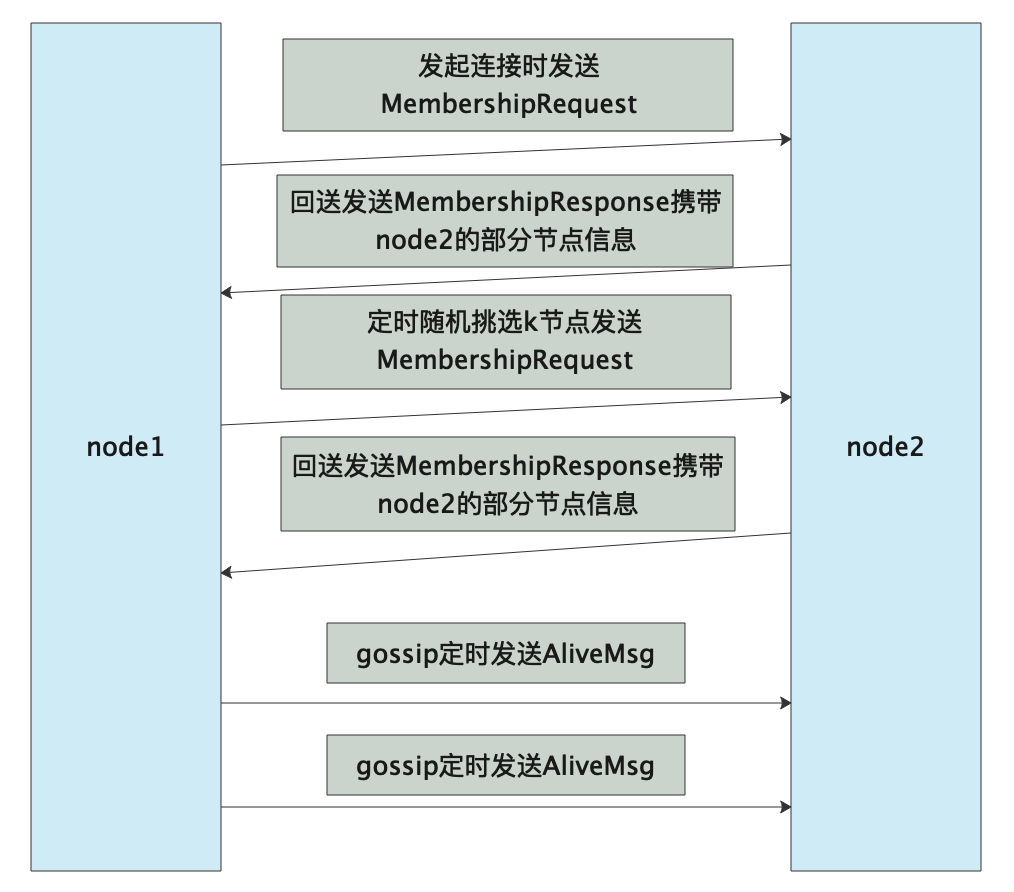 发起连接时发送
MembershipRequest
回送发送MembershipResponse携带
node2的部分节点信息
定时随机挑选k节点发送
MembershipRequest
node1
node2
回送发送MembershipResponse携带
node2的部分节点信息
gossip定时发送AliveMsg
gossip定时发送AliveMsg